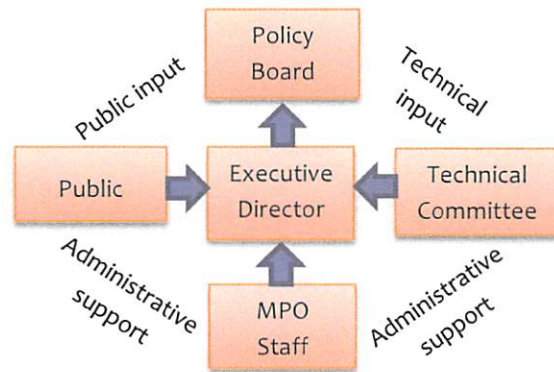 Policy
Board
Public input
Technical
input
Public
Executive
Director
Technical
Committee
Administrative
support
MPO
Staff
Administrative
support